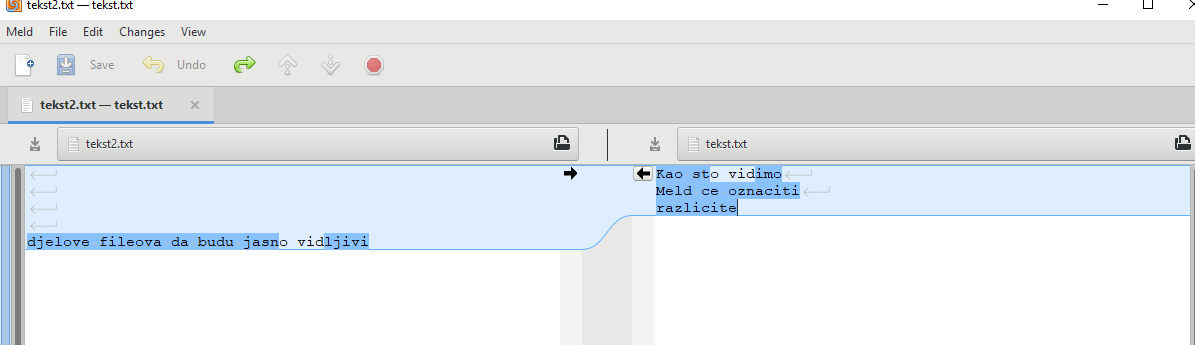 tekst2.txt — tekst.txt
Meld File Edit Changes View
Save Undo
tekst2.txt — tekst.txt
tekst2.txt
tekst.txt
djelove fileova da budu jasno vidljivi
Kao sto vidimo
Meld ce oznaciti
razlicite